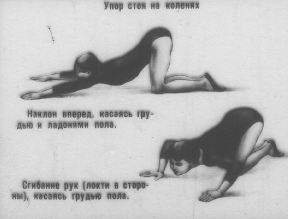 Упор стоя на коленях
Наклон вперед, касаясь гру-
дью и ладонями пола.
Сгибание рук (локти в сторо-
ны), касаясь грудью пола.